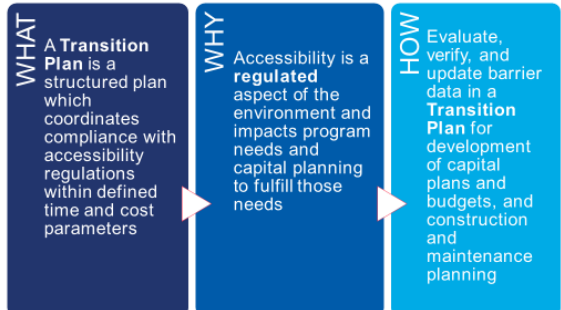 WHAT
A Transition
Plan is a
structured plan
which
coordinates
compliance with
accessibility
regulations
within defined
time and cost
parameters
WHY
Accessibility is a
regulated
aspect of the
environment and
impacts program
needs and
capital planning
to fulfill those
needs
HOW
Evaluate,
verify, and
update barrier
data in a
Transition
Plan for
development
of capital
plans and
budgets, and
construction
and
maintenance
planning